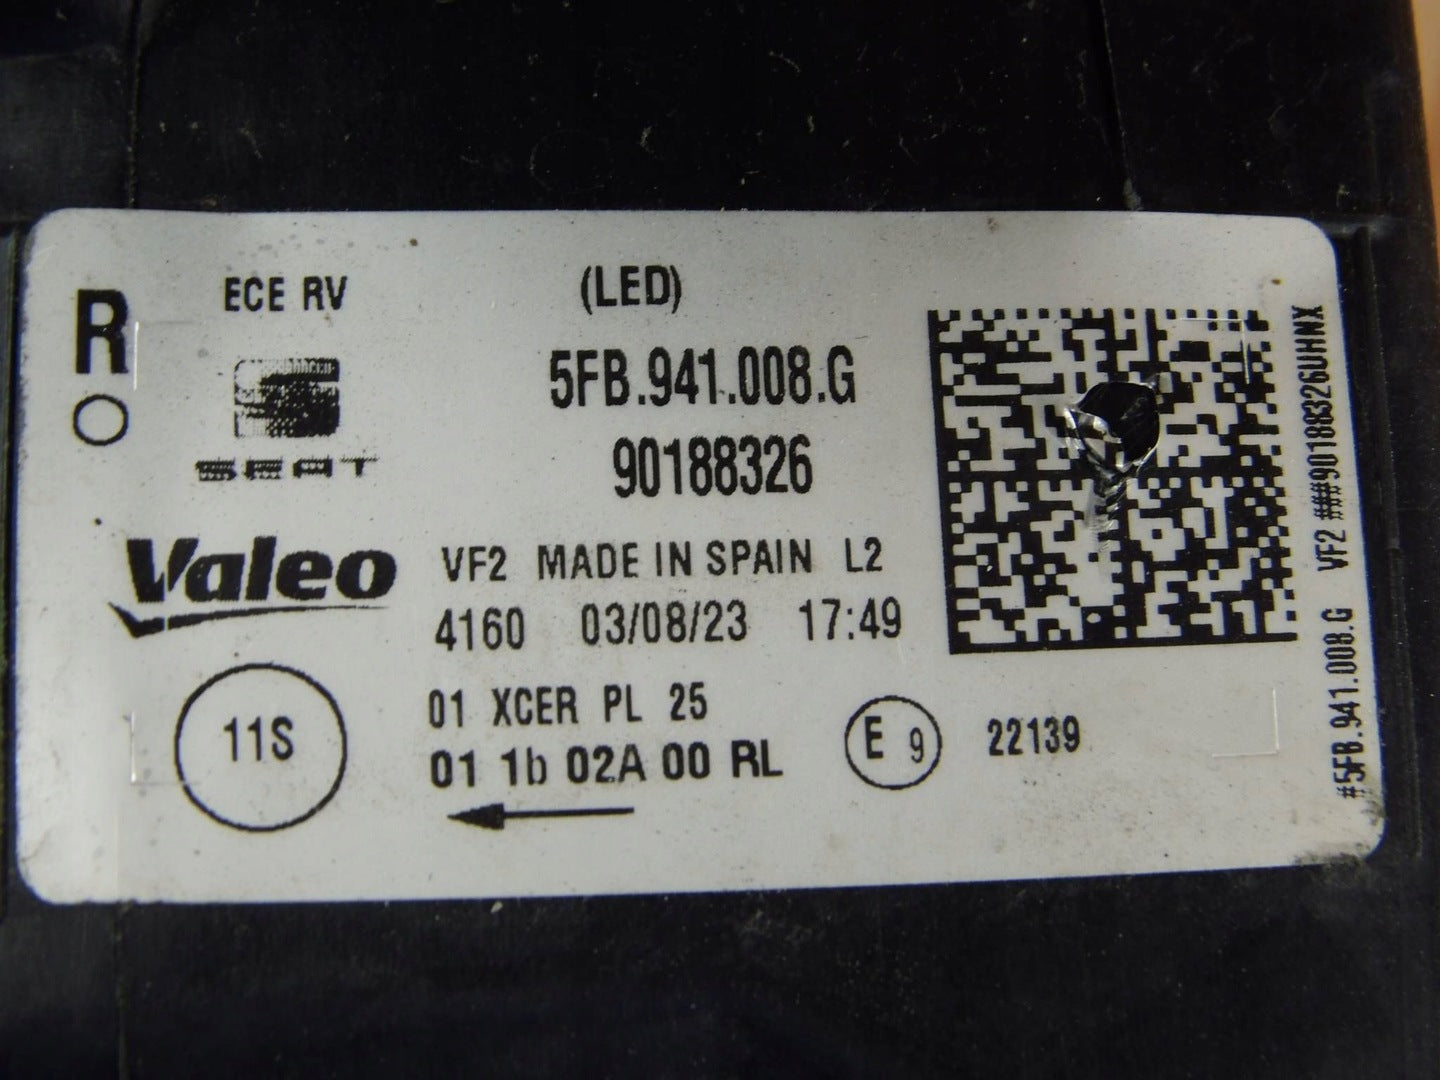 R
ECE RV
(LED)
5FB.941.008.G
SEAT
90188326
Valeo
VF2 MADE IN SPAIN L2
4160 03/08/23 17:49
11S
01 XCER PL 25
01 1b 02A 00 RL
E 9
22139
#5FB.941.008.G VF2 ###90188326UHNX